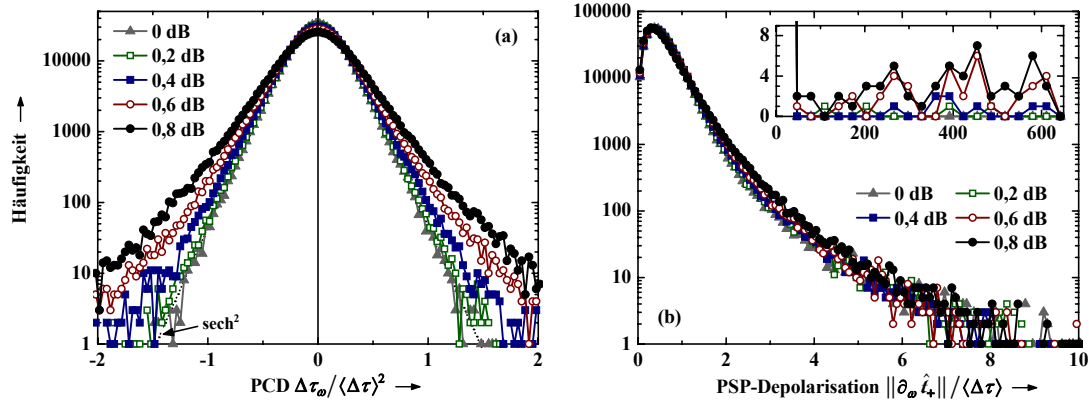 (a)
0 dB
0,2 dB
0,4 dB
0,6 dB
0,8 dB
sech²
Häufigkeit →
10000
1000
100
10
1
-2 -1 0 1 2
PCD Δτ_ω/⟨Δτ⟩² →
100000
10000
1000
100
10
1
8
4
0
0 200 400 600
0 dB 0,2 dB
0,4 dB 0,6 dB
0,8 dB
(b)
0 2 4 6 8 10
PSP-Depolarisation ||∂_ω t̂₊||/⟨Δτ⟩ →